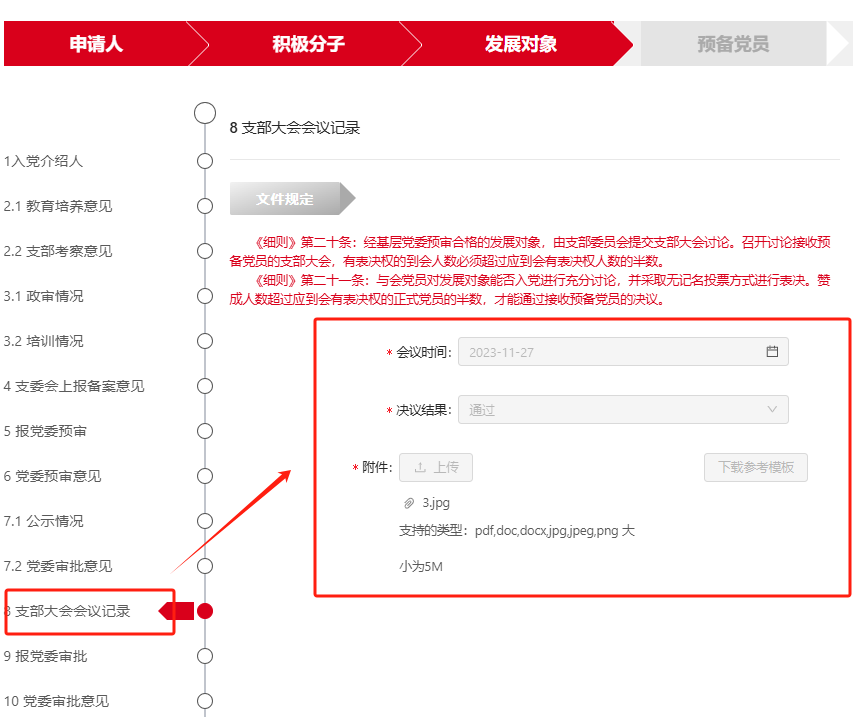 申请人
积极分子
发展对象
预备党员
8 支部大会会议记录
1入党介绍人
2.1 教育培养意见
2.2 支部考察意见
3.1 政审情况
3.2 培训情况
4 支委会上报备案意见
5 报党委预审
6 党委预审意见
7.1 公示情况
7.2 党委审批意见
8 支部大会会议记录
9 报党委审批
10 党委审批意见
文件规定
《细则》第二十条：经基层党委预审合格的发展对象，由支部委员会提交支部大会讨论。召开讨论接收预
备党员的支部大会，有表决权的到会人数必须超过应到会有表决权人数的半数。
《细则》第二十一条：与会党员对发展对象能否入党进行充分讨论，并采取无记名投票方式进行表决。赞
成人数超过应到会有表决权的正式党员的半数，才能通过接收预备党员的决议。
* 会议时间： 2023-11-27
* 决议结果： 通过
* 附件： 上传 下载参考模板
3.jpg
支持的类型：pdf,doc,docx,jpg,jpeg,png 大
小为5M